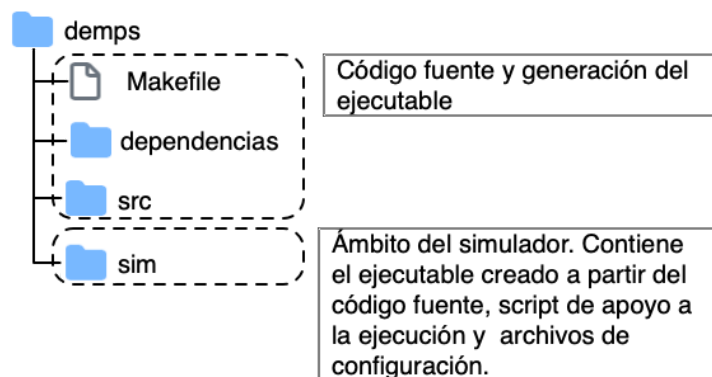 demps
Makefile
dependencias
src
sim
Código fuente y generación del
ejecutable
Ámbito del simulador. Contiene
el ejecutable creado a partir del
código fuente, script de apoyo a
la ejecución y archivos de
configuración.